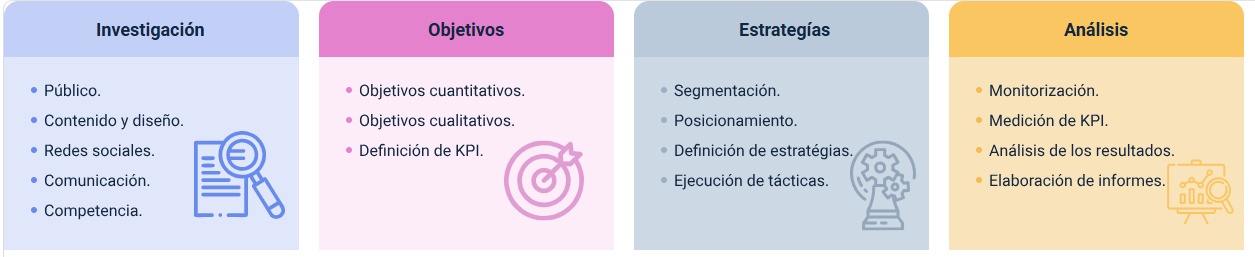 Investigación
Público.
Contenido y diseño.
Redes sociales.
Comunicación.
Competencia.
Objetivos
Objetivos cuantitativos.
Objetivos cualitativos.
Definición de KPI.
Estrategías
Segmentación.
Posicionamiento.
Definición de estratégias.
Ejecución de tácticas.
Análisis
Monitorización.
Medición de KPI.
Análisis de los resultados.
Elaboración de informes.